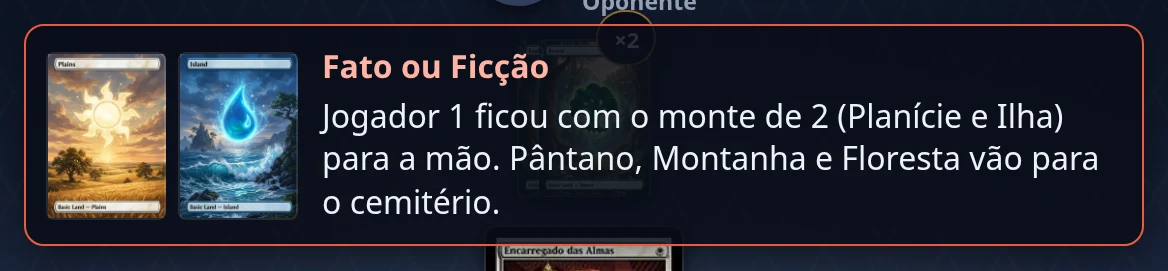 Oponente
×2
Plains
Island
Fato ou Ficção
Jogador 1 ficou com o monte de 2 (Planície e Ilha)
para a mão. Pântano, Montanha e Floresta vão para
o cemitério.
Basic Land — Plains
Basic Land — Island
Encarregado das Almas